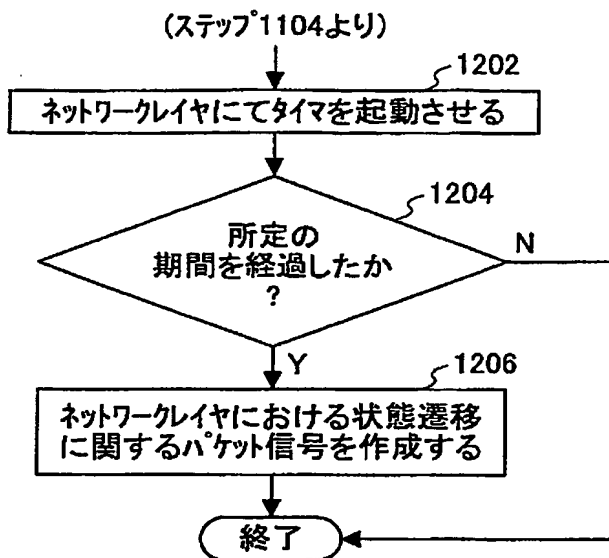 (ステップ1104より)
1202
ネットワークレイヤにてタイマを起動させる
1204
所定の
期間を経過したか
?
N
Y
1206
ネットワークレイヤにおける状態遷移
に関するパケット信号を作成する
終了